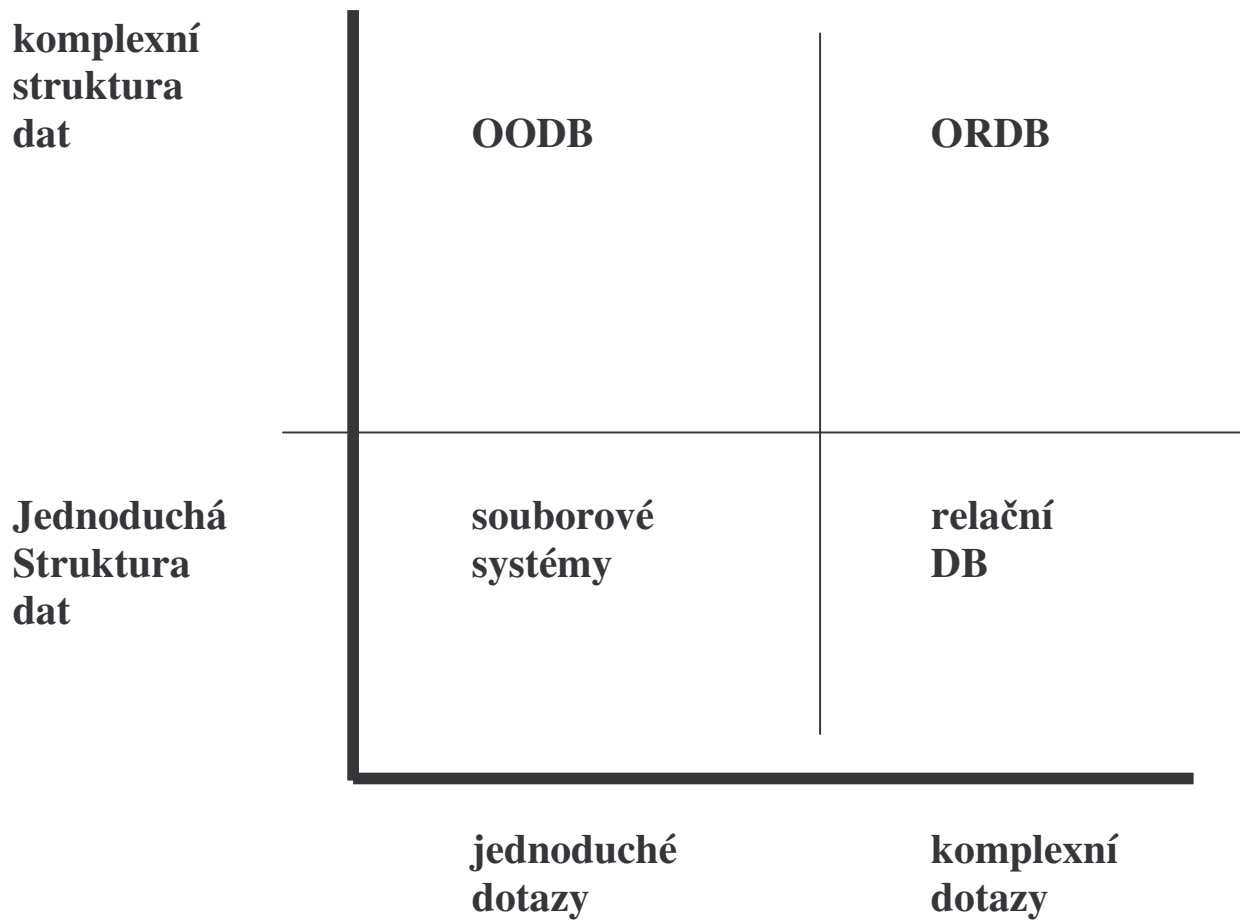 komplexní
struktura
dat
OODB
ORDB
Jednoduchá
Struktura
dat
souborové
systémy
relační
DB
jednoduché
dotazy
komplexní
dotazy